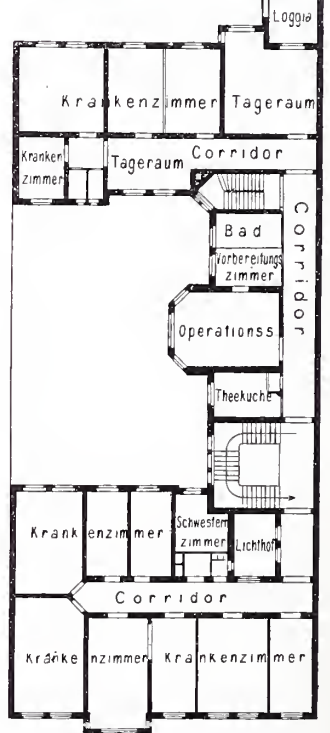 Loggia
Krankenzimmer
Tageraum
Kranken
zimmer
Tageraum
Corridor
Corridor
Bad
Vorbereitungs
zimmer
Operationss
Theeküche
Krankenzimmer
Schwestern
zimmer
Lichthof
Corridor
Krankenzimmer
Krankenzimmer